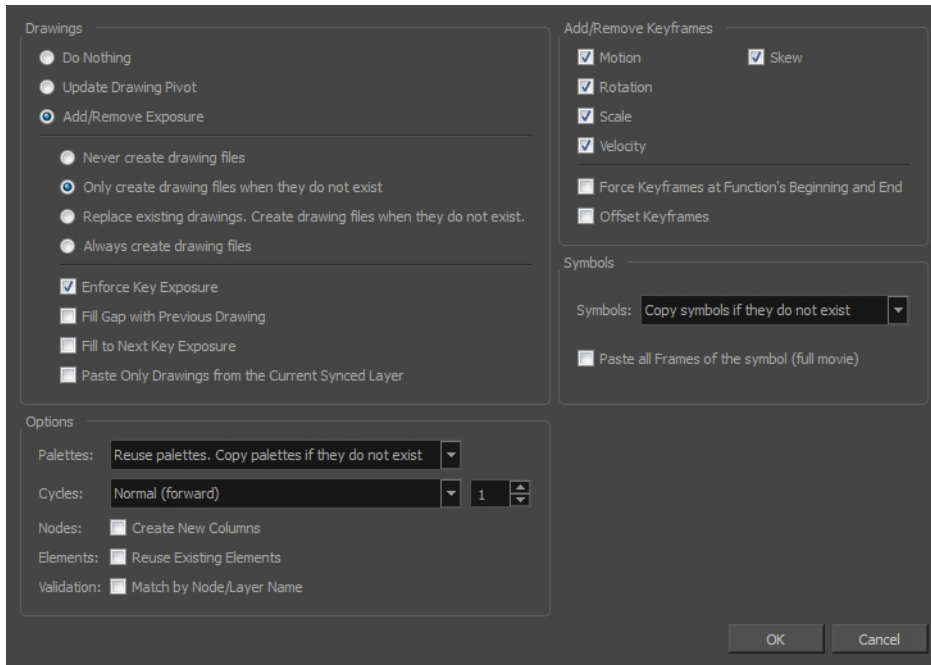 Drawings
Do Nothing
Update Drawing Pivot
Add/Remove Exposure
Never create drawing files
Only create drawing files when they do not exist
Replace existing drawings. Create drawing files when they do not exist.
Always create drawing files
Enforce Key Exposure
Fill Gap with Previous Drawing
Fill to Next Key Exposure
Paste Only Drawings from the Current Synced Layer
Add/Remove Keyframes
Motion Skew
Rotation
Scale
Velocity
Force Keyframes at Function's Beginning and End
Offset Keyframes
Symbols
Symbols: Copy symbols if they do not exist
Paste all Frames of the symbol (full movie)
Options
Palettes: Reuse palettes. Copy palettes if they do not exist
Cycles: Normal (forward) 1
Nodes: Create New Columns
Elements: Reuse Existing Elements
Validation: Match by Node/Layer Name
OK Cancel